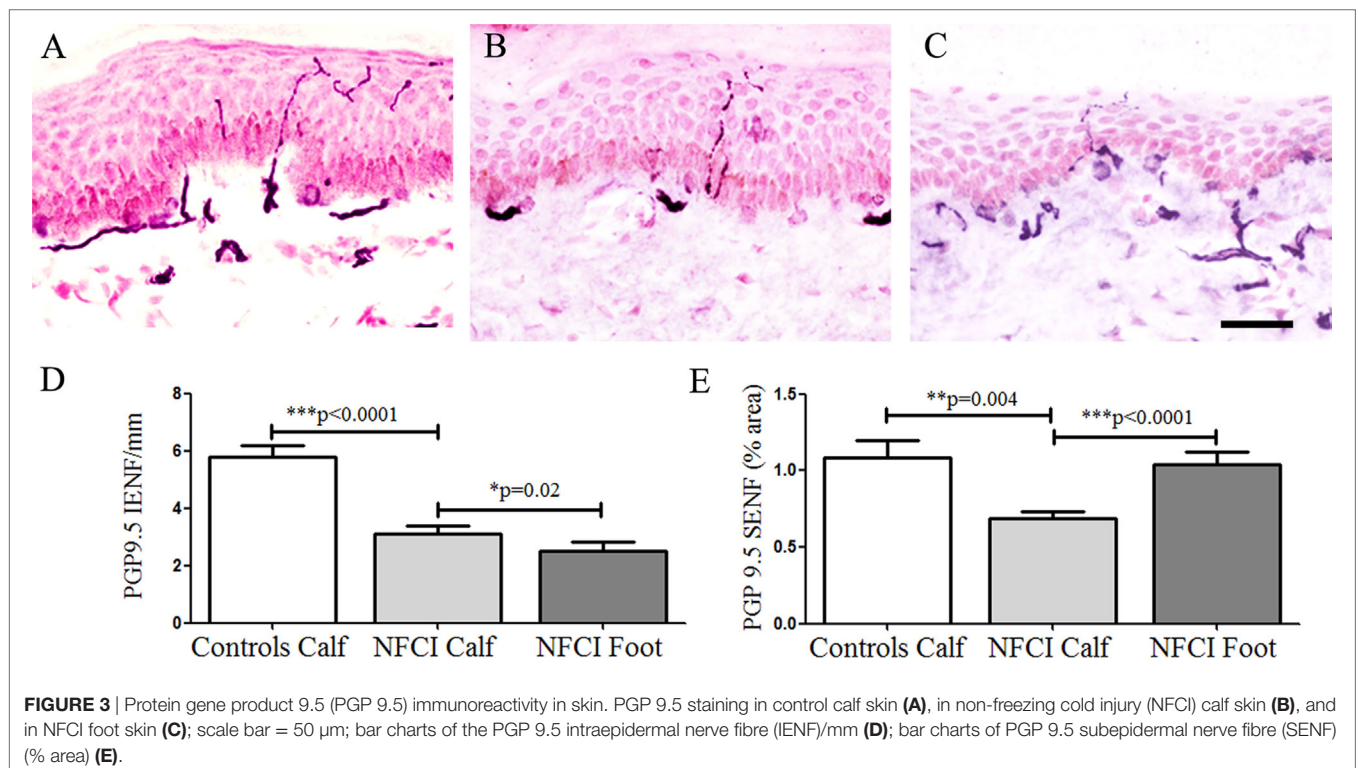 A
B
C
D
PGP9.5 IENF/mm
8
6
4
2
0
***p<0.0001
*p=0.02
Controls Calf
NFCI Calf
NFCI Foot
E
PGP 9.5 SENF (% area)
1.5
1.0
0.5
0.0
**p=0.004
***p<0.0001
Controls Calf
NFCI Calf
NFCI Foot
FIGURE 3 | Protein gene product 9.5 (PGP 9.5) immunoreactivity in skin. PGP 9.5 staining in control calf skin (A), in non-freezing cold injury (NFCI) calf skin (B), and
in NFCI foot skin (C); scale bar = 50 µm; bar charts of the PGP 9.5 intraepidermal nerve fibre (IENF)/mm (D); bar charts of PGP 9.5 subepidermal nerve fibre (SENF)
(% area) (E).